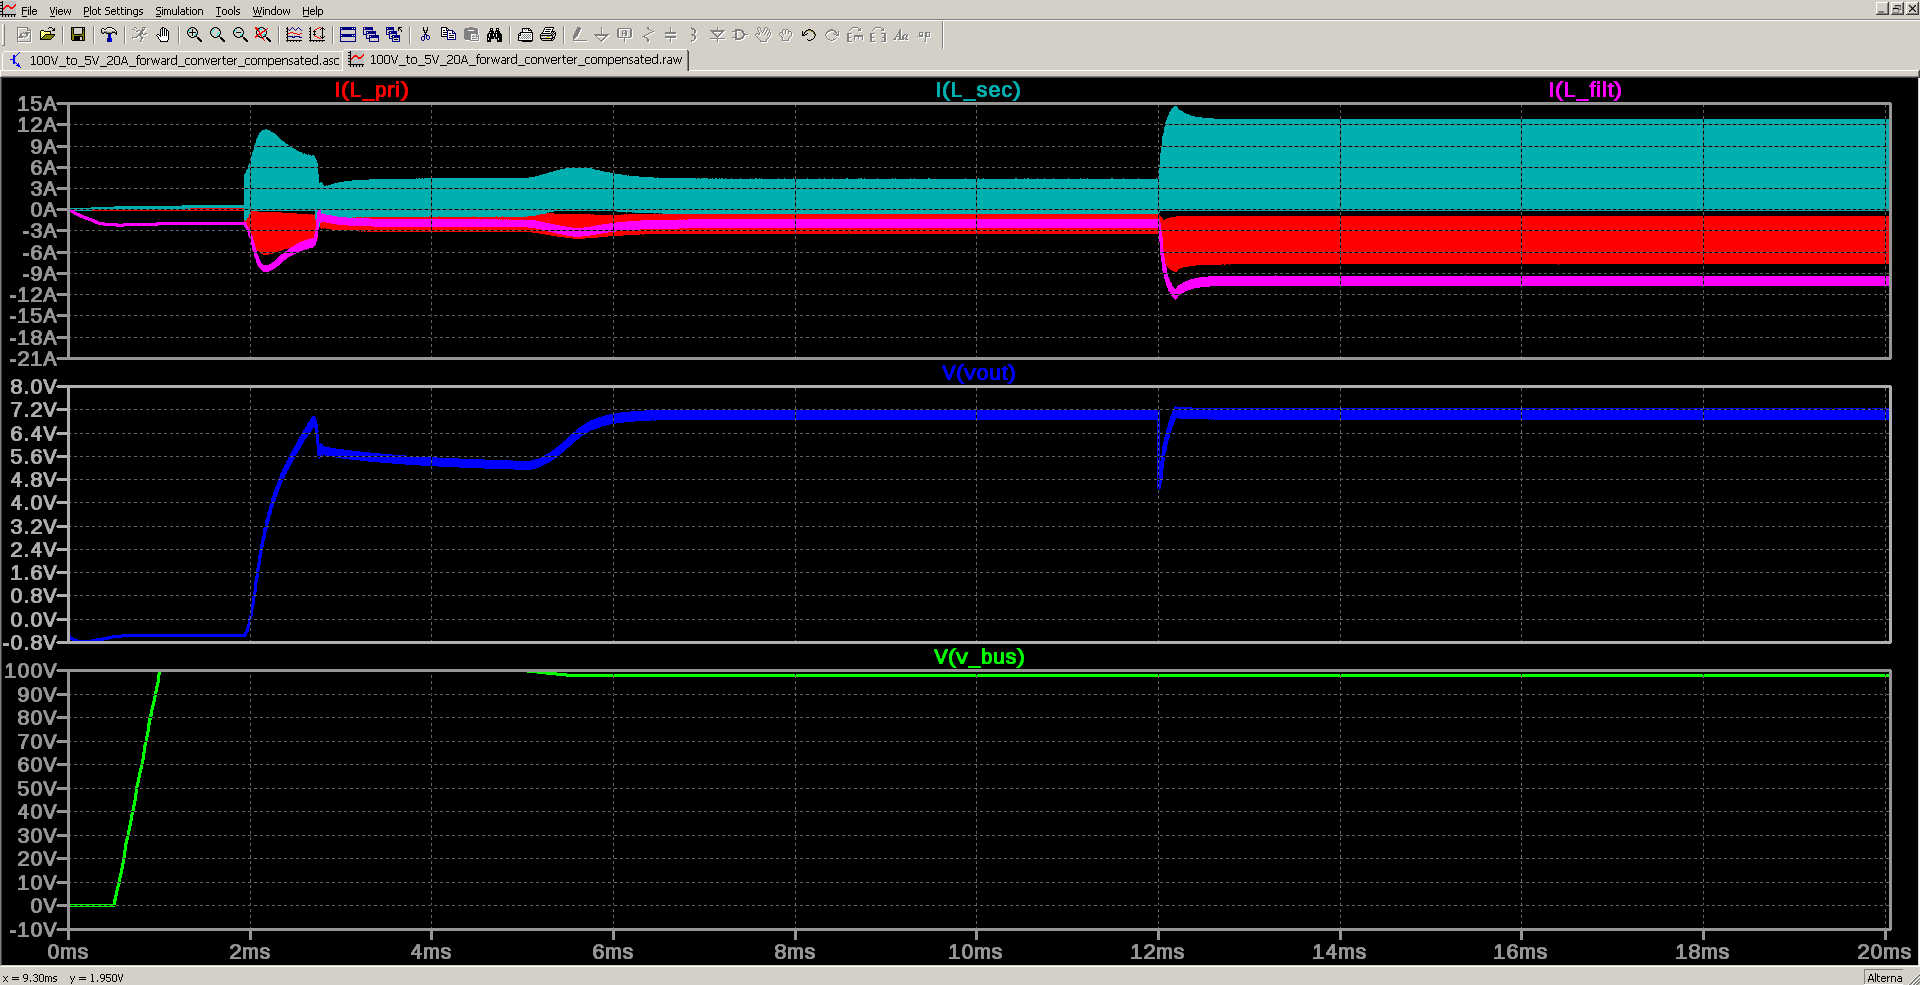 File View Plot Settings Simulation Tools Window Help
100V_to_5V_20A_forward_converter_compensated.asc 100V_to_5V_20A_forward_converter_compensated.raw
I(L_pri) I(L_sec) I(L_filt)
15A
12A
9A
6A
3A
0A
-3A
-6A
-9A
-12A
-15A
-18A
-21A
V(vout)
8.0V
7.2V
6.4V
5.6V
4.8V
4.0V
3.2V
2.4V
1.6V
0.8V
0.0V
-0.8V
V(v_bus)
100V
90V
80V
70V
60V
50V
40V
30V
20V
10V
0V
-10V
0ms 2ms 4ms 6ms 8ms 10ms 12ms 14ms 16ms 18ms 20ms
x = 9.30ms y = 1.950V Alterna